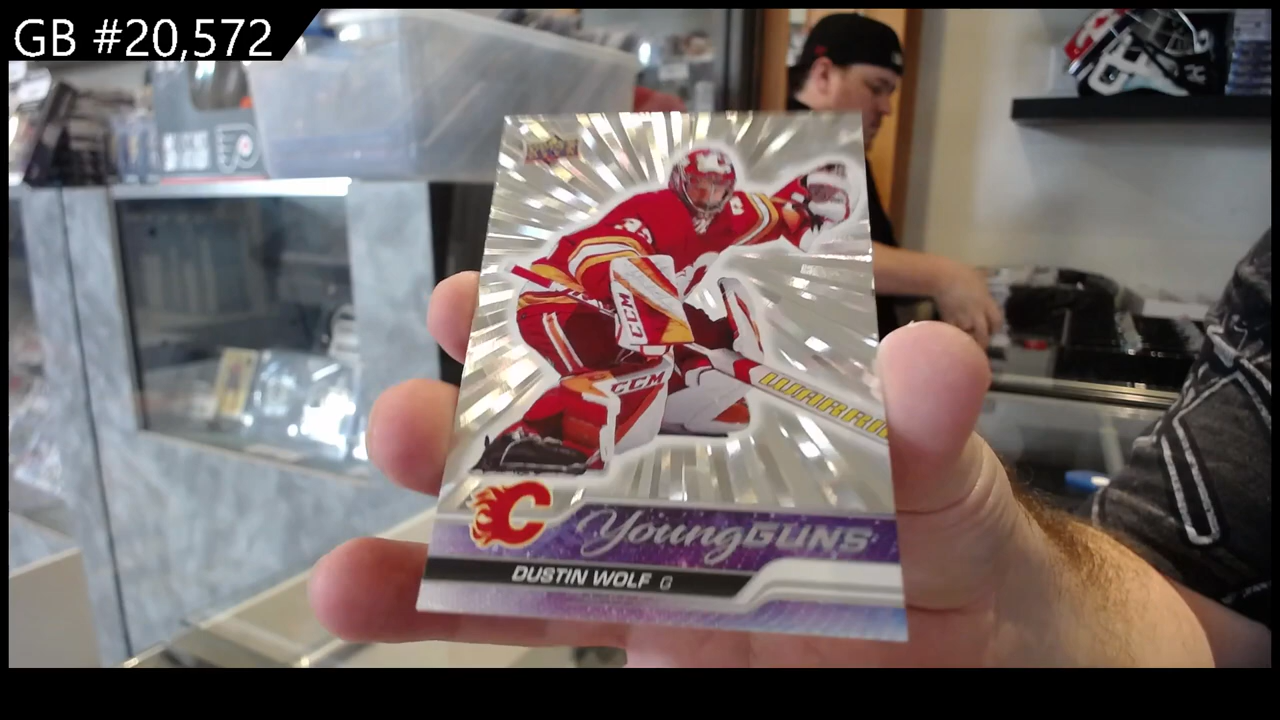 GB #20,572
CCM
CCM
WARRIO
YoungGUNS
DUSTIN WOLF G